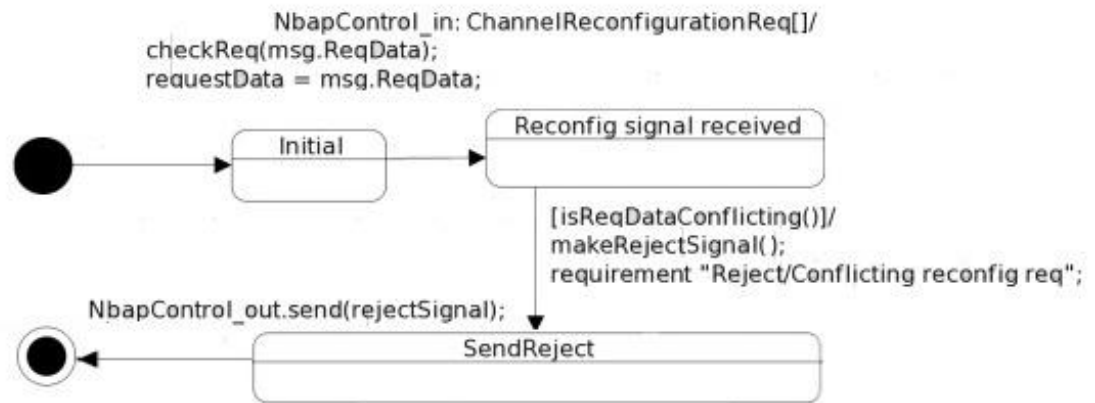 NbapControl_in: ChannelReconfigurationReq[]/
checkReq(msg.ReqData);
requestData = msg.ReqData;
Initial
Reconfig signal received
[isReqDataConflicting()]/
makeRejectSignal();
requirement "Reject/Conflicting reconfig req";
NbapControl_out.send(rejectSignal);
SendReject